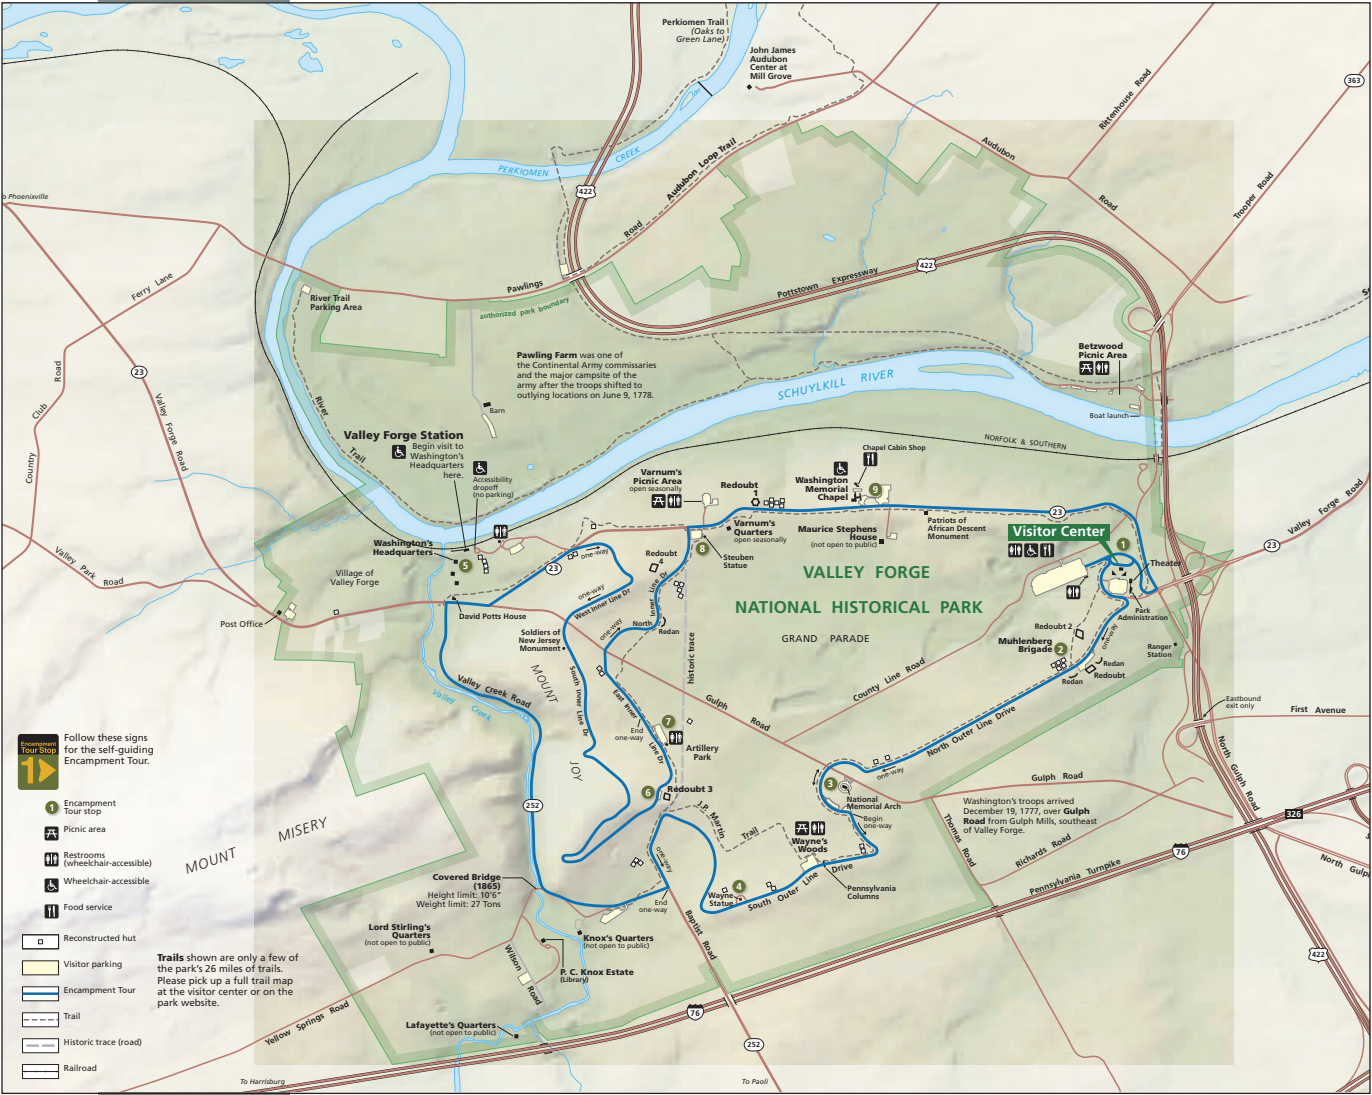 Perkiomen Trail
(Oaks to
Green Lane)
John James
Audubon
Center at
Mill Grove
363
Rittenhouse Road
Audubon
Road
Trooper Road
PERKIOMEN
CREEK
Audubon Loop Trail
422
Road
Phoenixville
Ferry Lane
River Trail
Parking Area
Pawlings
authorized park boundary
Pottstown Expressway
422
Pawling Farm was one of
the Continental Army commissaries
and the major campsite of the
army after the troops shifted to
outlying locations on June 9, 1778.
Betzwood
Picnic Area
Boat launch
SCHUYLKILL RIVER
NORFOLK & SOUTHERN
23
Valley Forge Road
Country Club Road
River
Trail
Barn
Valley Forge Station
Begin visit to
Washington's
Headquarters
here.
Accessibility
dropoff
(no parking)
Varnum's
Picnic Area
open seasonally
Redoubt
1
Washington
Memorial
Chapel
Chapel Cabin Shop
9
Varnum's
Quarters
open seasonally
Maurice Stephens
House
(not open to public)
Patriots of
African Descent
Monument
23
Visitor Center
1
Theater
Valley Forge Road
23
Park
Administration
Washington's
Headquarters
5
Village of
Valley Forge
Valley Park Road
Post Office
David Potts House
23
one-way
Redoubt
4
8
Steuben
Statue
VALLEY FORGE
NATIONAL HISTORICAL PARK
GRAND PARADE
one-way
West Inner Line Dr
North
Inner Line Dr
one-way
Redan
Soldiers of
New Jersey
Monument
historic trace
Redoubt 2
Muhlenberg
Brigade
2
one-way
Redan
Redan
Redoubt
Ranger
Station
MOUNT
JOY
South Inner Line Dr
East Inner
Line Dr
End
one-way
Valley Creek Road
Valley Creek
Gulph Road
County Line Road
7
Artillery
Park
North Outer Line Drive
one-way
Eastbound
exit only
First Avenue
North Gulph Road
Encampment
Tour Stop
1
Follow these signs
for the self-guiding
Encampment Tour.
1
Encampment
Tour stop
Picnic area
Restrooms
(wheelchair-accessible)
Wheelchair-accessible
Food service
Reconstructed hut
Visitor parking
Encampment Tour
Trail
Historic trace (road)
Railroad
Trails shown are only a few of
the park's 26 miles of trails.
Please pick up a full trail map
at the visitor center or on the
park website.
MOUNT MISERY
252
6
Redoubt 3
J.P. Martin
Trail
3
National
Memorial Arch
Begin
one-way
Wayne's
Woods
Pennsylvania
Columns
4
Wayne
Statue
South Outer Line Drive
one-way
End
one-way
Gulph Road
Washington's troops arrived
December 19, 1777, over Gulph
Road from Gulph Mills, southeast
of Valley Forge.
Thomas Road
Richards Road
Pennsylvania Turnpike
76
326
North Gulph
422
Covered Bridge
(1865)
Height limit: 10'6"
Weight limit: 27 Tons
Lord Stirling's
Quarters
(not open to public)
Knox's Quarters
(not open to public)
P. C. Knox Estate
(Library)
Wilson Road
Baptist Road
Lafayette's Quarters
(not open to public)
Yellow Springs Road
76
252
To Harrisburg
To Paoli